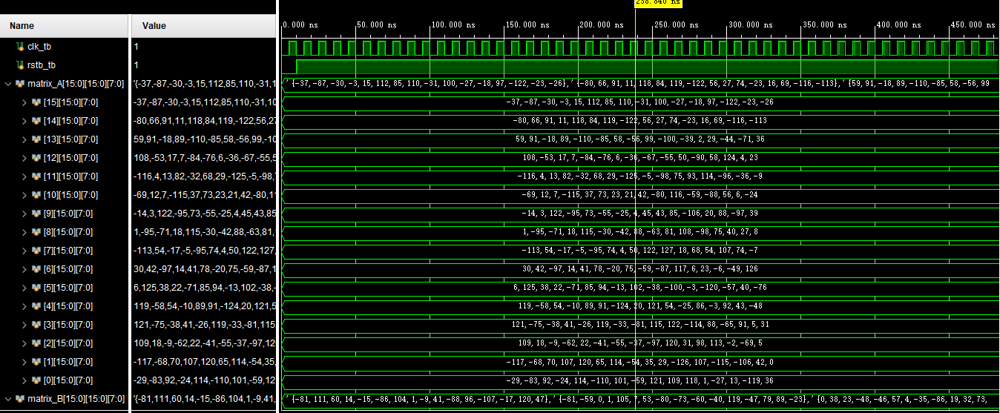 238.840 ns
Name Value
0.000 ns 50.000 ns 100.000 ns 150.000 ns 200.000 ns 250.000 ns 300.000 ns 350.000 ns 400.000 ns 450.000 ns
clk_tb 1
rstb_tb 1
matrix_A[15:0][15:0][7:0] '{-37,-87,-30,-3,15,112,85,110,-31,1 ' {-37, -87, -30, -3, 15, 112, 85, 110, -31, 100, -27, -18, 97, -122, -23, -26},' {-80, 66, 91, 11, 118, 84, 119, -122, 56, 27, 74, -23, 16, 69, -116, -113},' {59, 91, -18, 89, -110, -85, 58, -56, 99
[15][15:0][7:0] -37,-87,-30,-3,15,112,85,110,-31,10 -37, -87, -30, -3, 15, 112, 85, 110, -31, 100, -27, -18, 97, -122, -23, -26
[14][15:0][7:0] -80,66,91,11,118,84,119,-122,56,27 -80, 66, 91, 11, 118, 84, 119, -122, 56, 27, 74, -23, 16, 69, -116, -113
[13][15:0][7:0] 59,91,-18,89,-110,-85,58,-56,99,-10 59, 91, -18, 89, -110, -85, 58, -56, 99, -100, -39, 2, 29, -44, -71, 36
[12][15:0][7:0] 108,-53,17,7,-84,-76,6,-36,-67,-55,5 108, -53, 17, 7, -84, -76, 6, -36, -67, -55, 50, -90, 58, 124, 4, 23
[11][15:0][7:0] -116,4,13,82,-32,68,29,-125,-5,-98, -116, 4, 13, 82, -32, 68, 29, -125, -5, -98, 75, 93, 114, -96, -36, -9
[10][15:0][7:0] -69,12,7,-115,37,73,23,21,42,-80,11 -69, 12, 7, -115, 37, 73, 23, 21, 42, -80, 116, -59, -88, 56, 6, -24
[9][15:0][7:0] -14,3,122,-95,73,-55,-25,4,45,43,85 -14, 3, 122, -95, 73, -55, -25, 4, 45, 43, 85, -106, 20, 88, -97, 39
[8][15:0][7:0] 1,-95,-71,18,115,-30,-42,88,-63,81, 1, -95, -71, 18, 115, -30, -42, 88, -63, 81, 108, -98, 75, 40, 27, 8
[7][15:0][7:0] -113,54,-17,-5,-95,74,4,50,122,127, -113, 54, -17, -5, -95, 74, 4, 50, 122, 127, 18, 68, 54, 107, 74, -7
[6][15:0][7:0] 30,42,-97,14,41,78,-20,75,-59,-87,1 30, 42, -97, 14, 41, 78, -20, 75, -59, -87, 117, 6, 23, -6, -49, 126
[5][15:0][7:0] 6,125,38,22,-71,85,94,-13,102,-38,- 6, 125, 38, 22, -71, 85, 94, -13, 102, -38, -100, -3, -120, -57, 40, -76
[4][15:0][7:0] 119,-58,54,-10,89,91,-124,20,121,5 119, -58, 54, -10, 89, 91, -124, 20, 121, 54, -25, 86, -3, 92, 43, -48
[3][15:0][7:0] 121,-75,-38,41,-26,119,-33,-81,115 121, -75, -38, 41, -26, 119, -33, -81, 115, 122, -114, 88, -65, 91, 5, 31
[2][15:0][7:0] 109,18,-9,-62,22,-41,-55,-37,-97,12 109, 18, -9, -62, 22, -41, -55, -37, -97, 120, 31, 98, 113, -2, -69, 5
[1][15:0][7:0] -117,-68,70,107,120,65,114,-54,35, -117, -68, 70, 107, 120, 65, 114, -54, 35, 29, -126, 107, -115, -106, 42, 0
[0][15:0][7:0] -29,-83,92,-24,114,-110,101,-59,12 -29, -83, 92, -24, 114, -110, 101, -59, 121, 109, 118, 1, -27, 13, -119, 36
matrix_B[15:0][15:0][7:0] '{-81,111,60,14,-15,-86,104,1,-9,41, ' {-81, 111, 60, 14, -15, -86, 104, 1, -9, 41, -88, 96, -107, -17, 120, 47},' {-81, -59, 0, 1, 105, 7, 53, -80, -73, -60, -40, 119, -47, 79, 89, -23},' {0, 38, 23, -48, -46, 57, 4, -35, -86, 19, 32, 73,